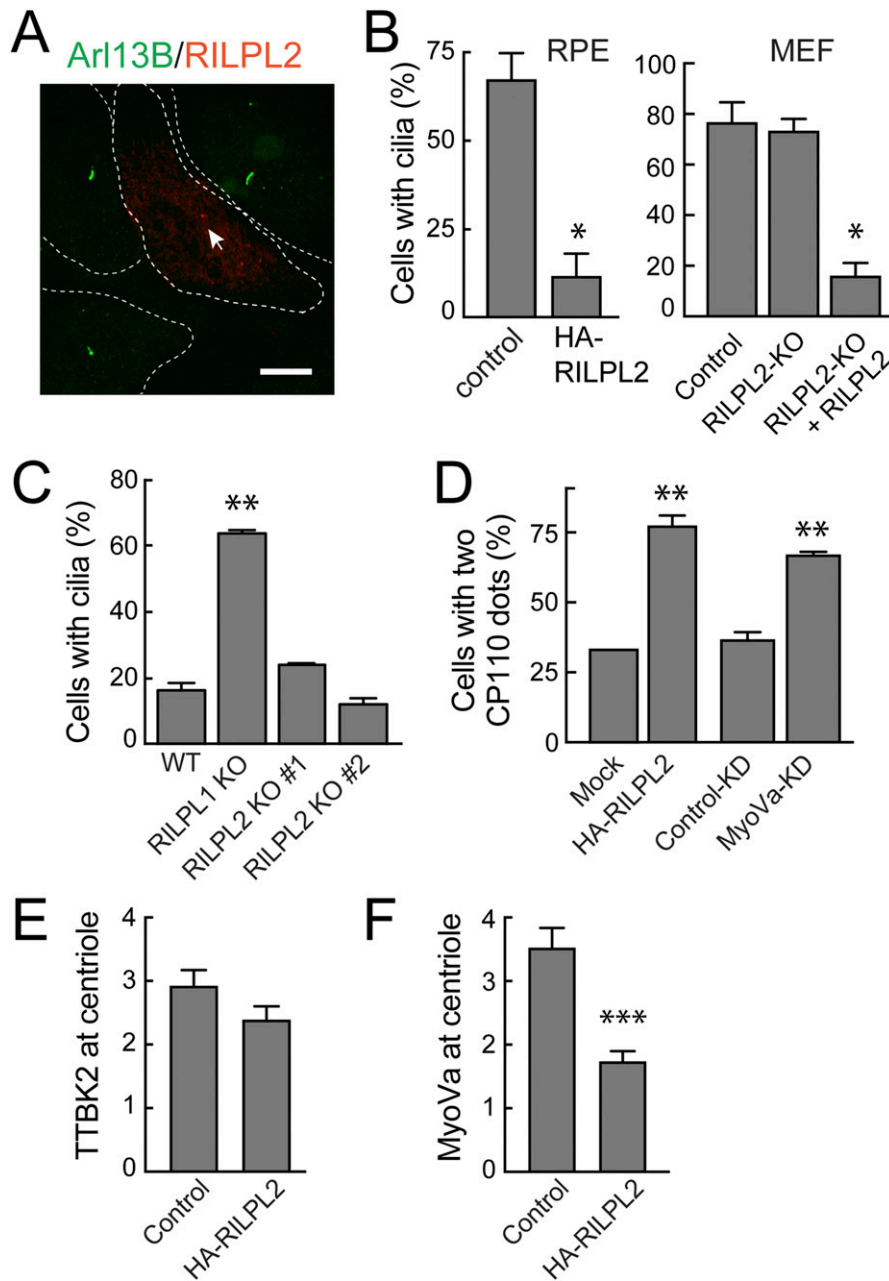 A
Arl13B/RILPL2
B
RPE
MEF
Cells with cilia (%)
75
50
25
0
control
HA-
RILPL2
*
100
80
60
40
20
0
Control
RILPL2-KO
RILPL2-KO
+ RILPL2
*
C
Cells with cilia (%)
80
60
40
20
0
**
WT
RILPL1 KO
RILPL2 KO #1
RILPL2 KO #2
D
Cells with two
CP110 dots (%)
75
50
25
0
**
**
Mock
HA-RILPL2
Control-KD
MyoVa-KD
E
TTBK2 at centriole
4
3
2
1
0
Control
HA-RILPL2
F
MyoVa at centriole
4
3
2
1
0
***
Control
HA-RILPL2